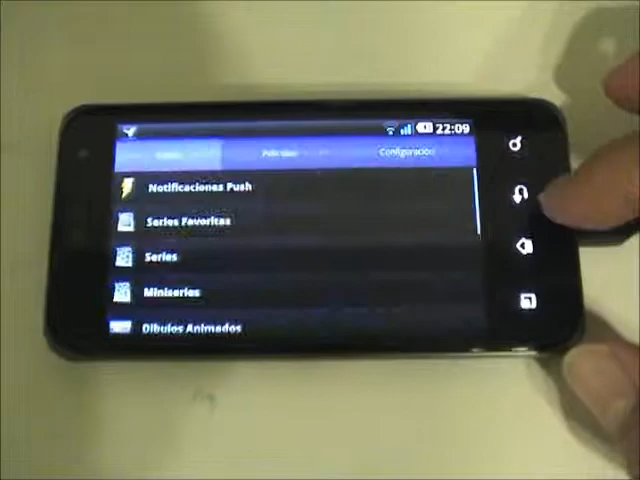 22:09
Películas
Configuración
Notificaciones Push
Series Favoritas
Series
Miniseries
Dibujos Animados